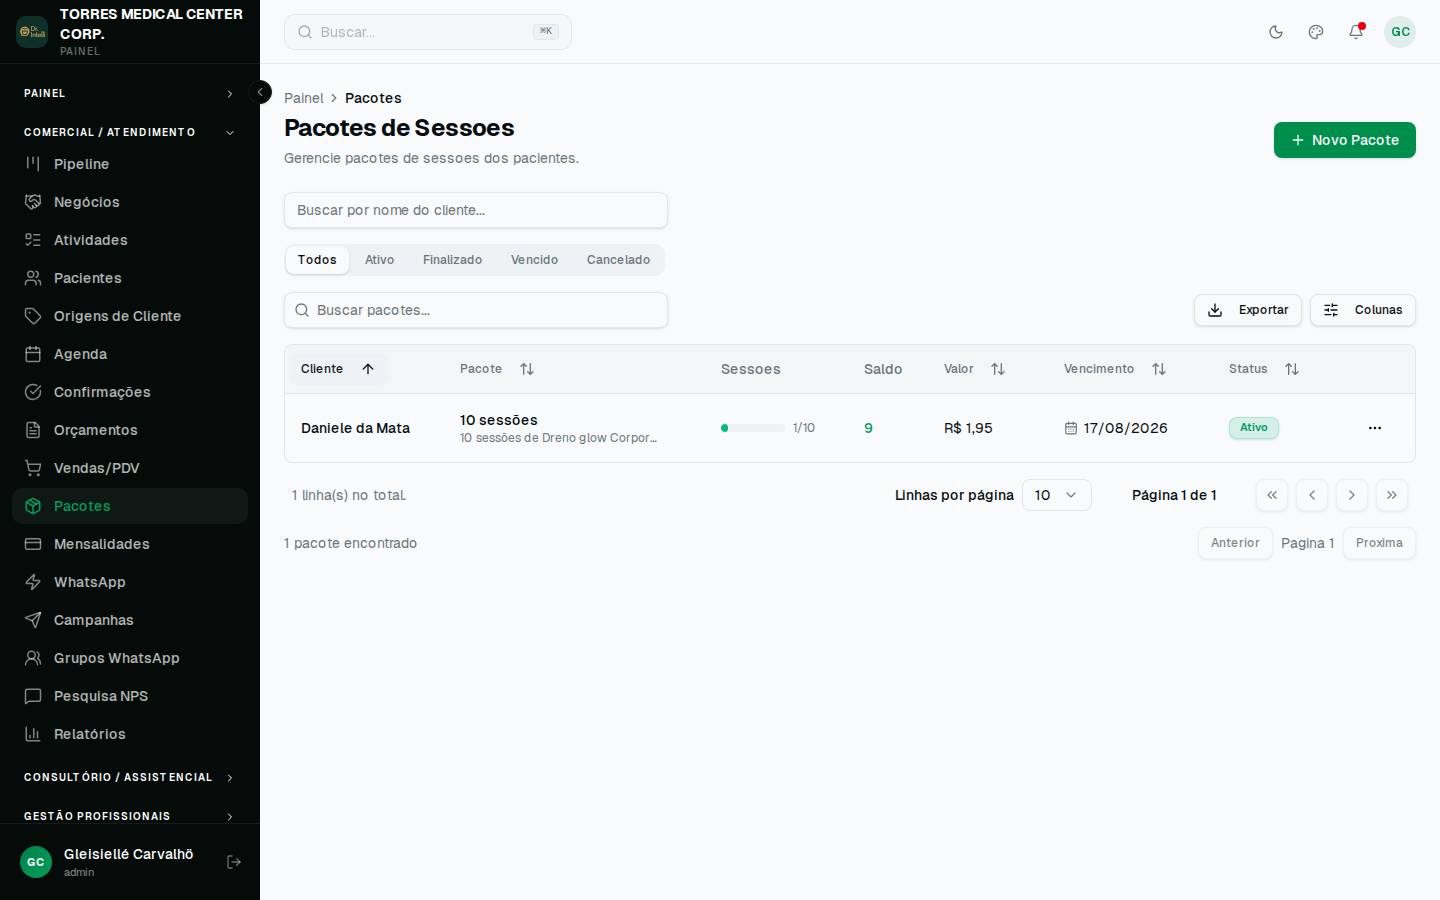 TORRES MEDICAL CENTER
CORP.
PAINEL
Buscar...
⌘K
GC
PAINEL
COMERCIAL / ATENDIMENTO
Pipeline
Negócios
Atividades
Pacientes
Origens de Cliente
Agenda
Confirmações
Orçamentos
Vendas/PDV
Pacotes
Mensalidades
WhatsApp
Campanhas
Grupos WhatsApp
Pesquisa NPS
Relatórios
CONSULTÓRIO / ASSISTENCIAL
GESTÃO PROFISSIONAIS
GC
Gleisiellé Carvalhö
admin
Painel > Pacotes
Pacotes de Sessoes
Gerencie pacotes de sessoes dos pacientes.
Novo Pacote
Buscar por nome do cliente...
Todos Ativo Finalizado Vencido Cancelado
Buscar pacotes...
Exportar Colunas
Cliente Pacote Sessoes Saldo Valor Vencimento Status
Daniele da Mata 10 sessões 1/10 9 R$ 1,95 17/08/2026 Ativo
10 sessões de Dreno glow Corpor...
1 linha(s) no total.
Linhas por página 10 Página 1 de 1
1 pacote encontrado
Anterior Pagina 1 Proxima